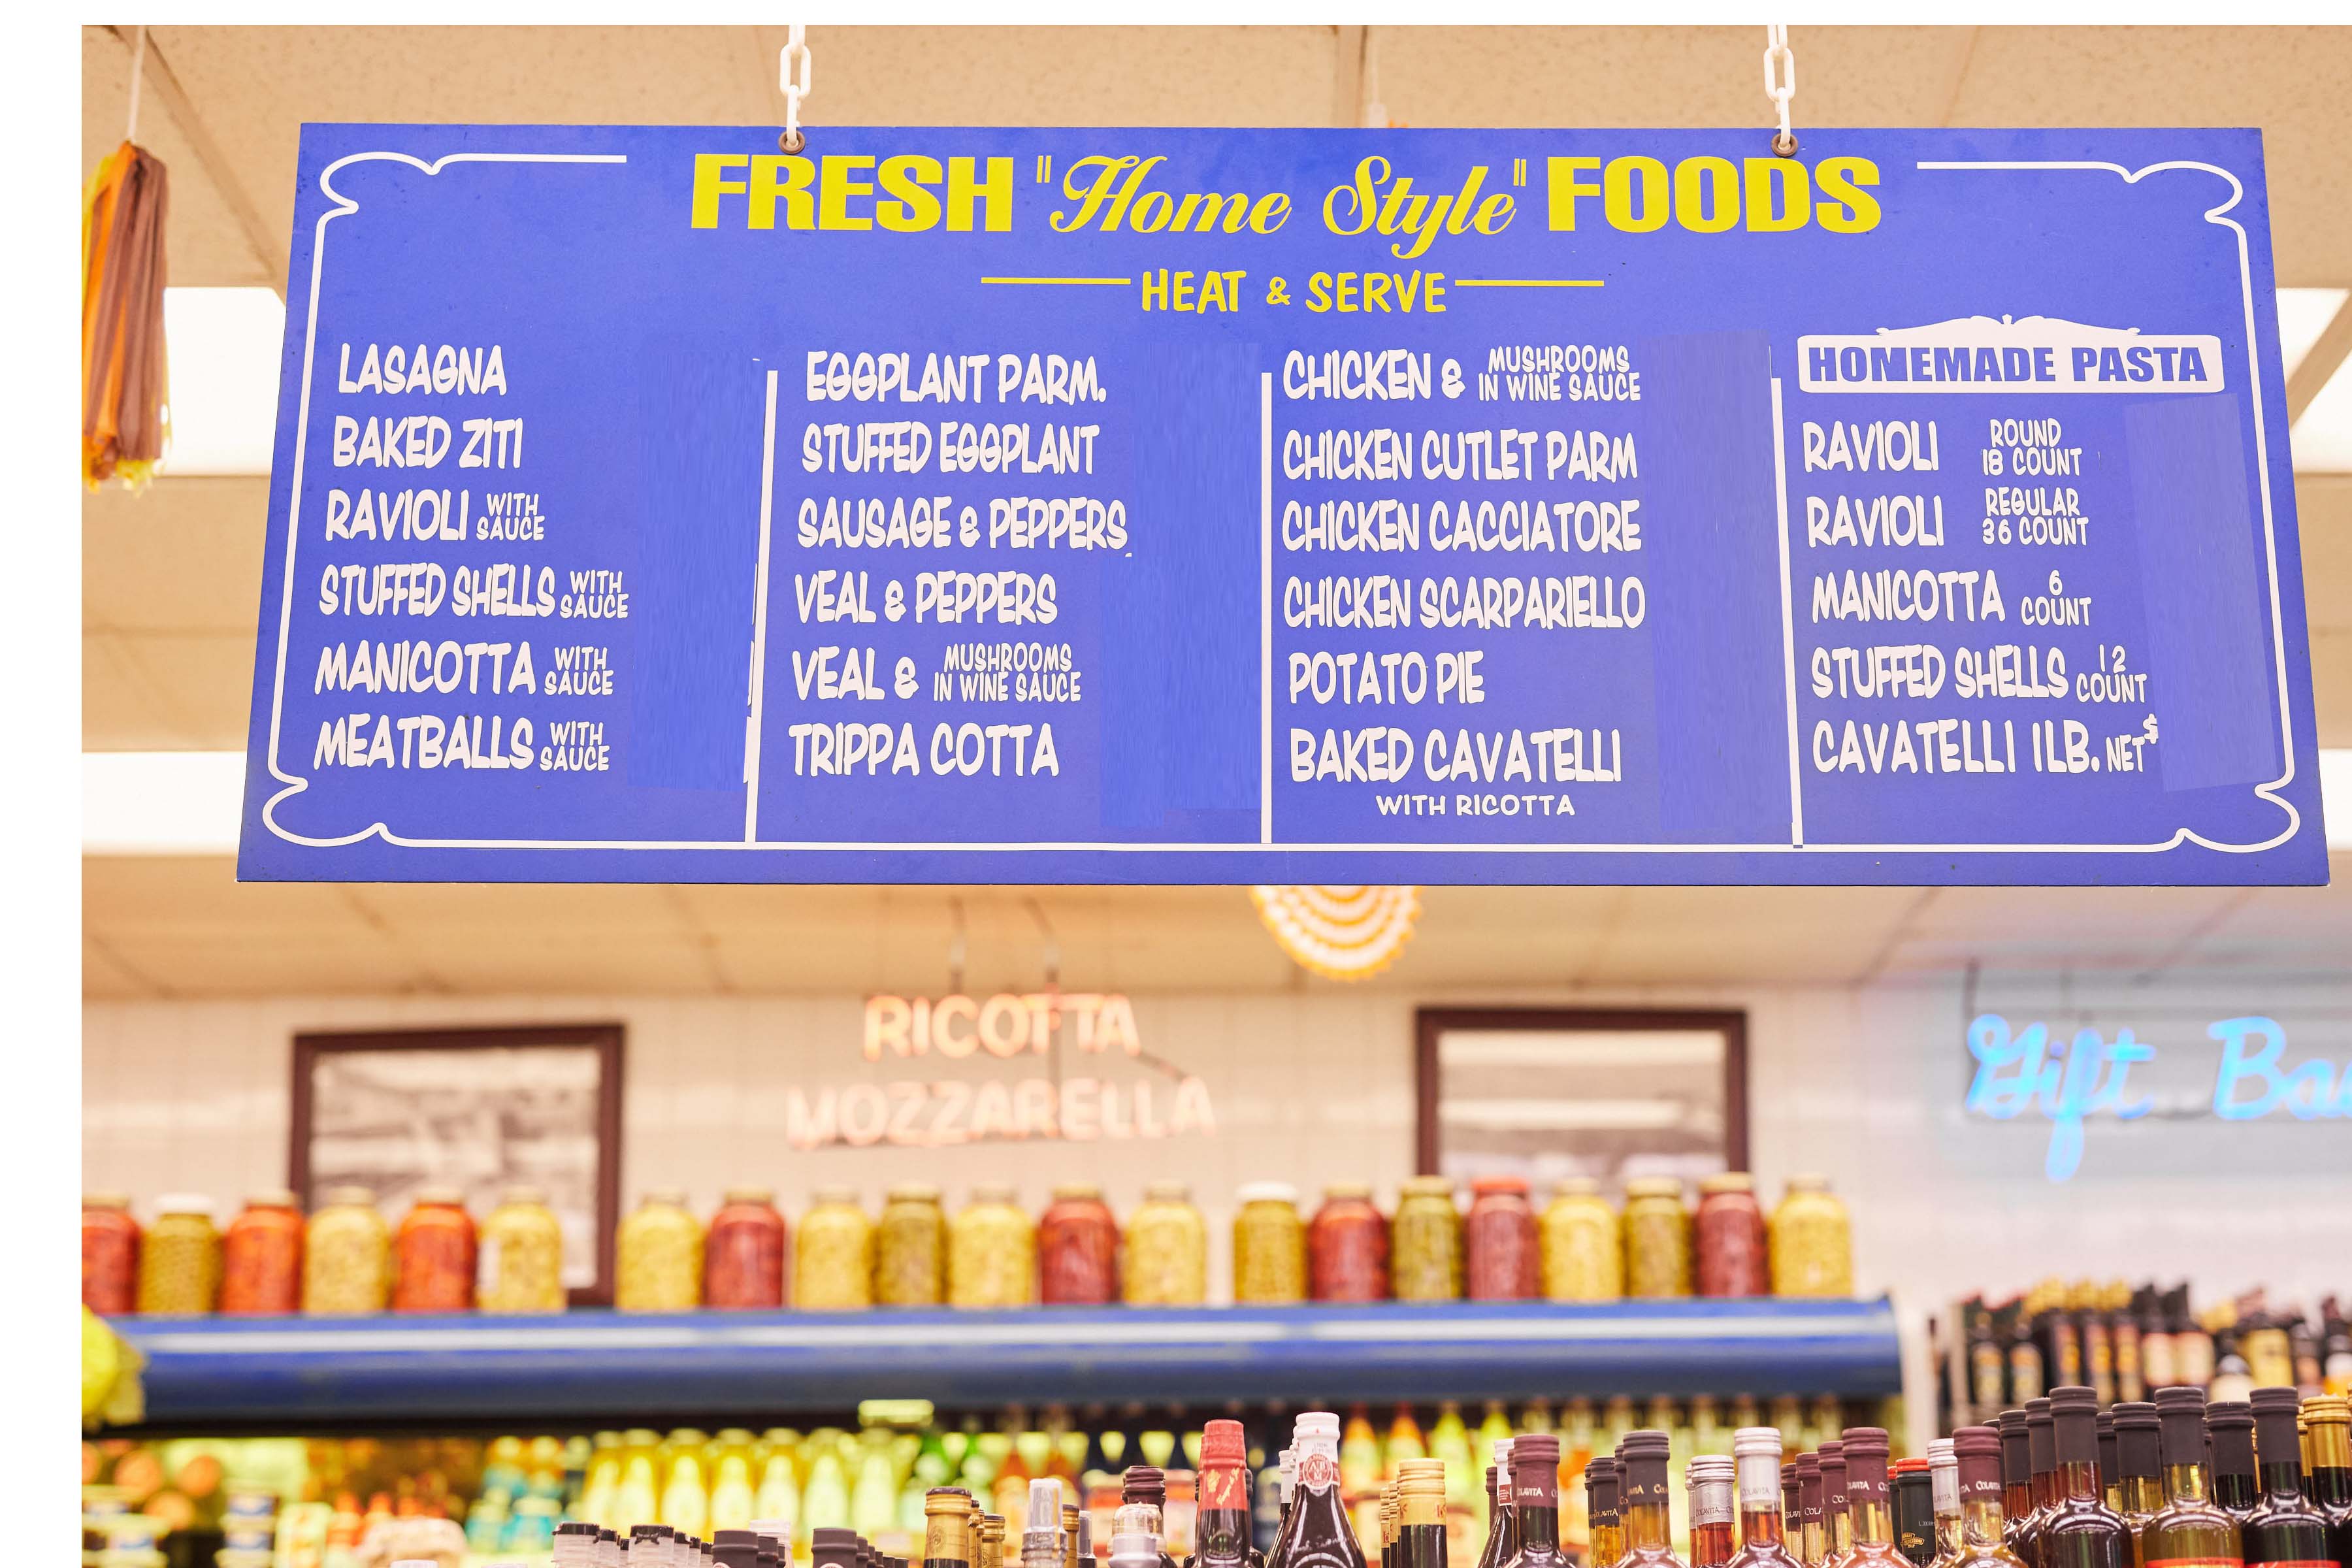 FRESH "Home Style" FOODS
HEAT & SERVE
LASAGNA
BAKED ZITI
RAVIOLI WITH SAUCE
STUFFED SHELLS WITH SAUCE
MANICOTTA WITH SAUCE
MEATBALLS WITH SAUCE
EGGPLANT PARM.
STUFFED EGGPLANT
SAUSAGE & PEPPERS
VEAL & PEPPERS
VEAL & MUSHROOMS IN WINE SAUCE
TRIPPA COTTA
CHICKEN & MUSHROOMS IN WINE SAUCE
CHICKEN CUTLET PARM
CHICKEN CACCIATORE
CHICKEN SCARPARIELLO
POTATO PIE
BAKED CAVATELLI
WITH RICOTTA
HOMEMADE PASTA
RAVIOLI ROUND 18 COUNT
RAVIOLI REGULAR 36 COUNT
MANICOTTA 6 COUNT
STUFFED SHELLS 12 COUNT
CAVATELLI 1LB. NET $
RICOTTA
MOZZARELLA
Gift Ba
COLAVITA